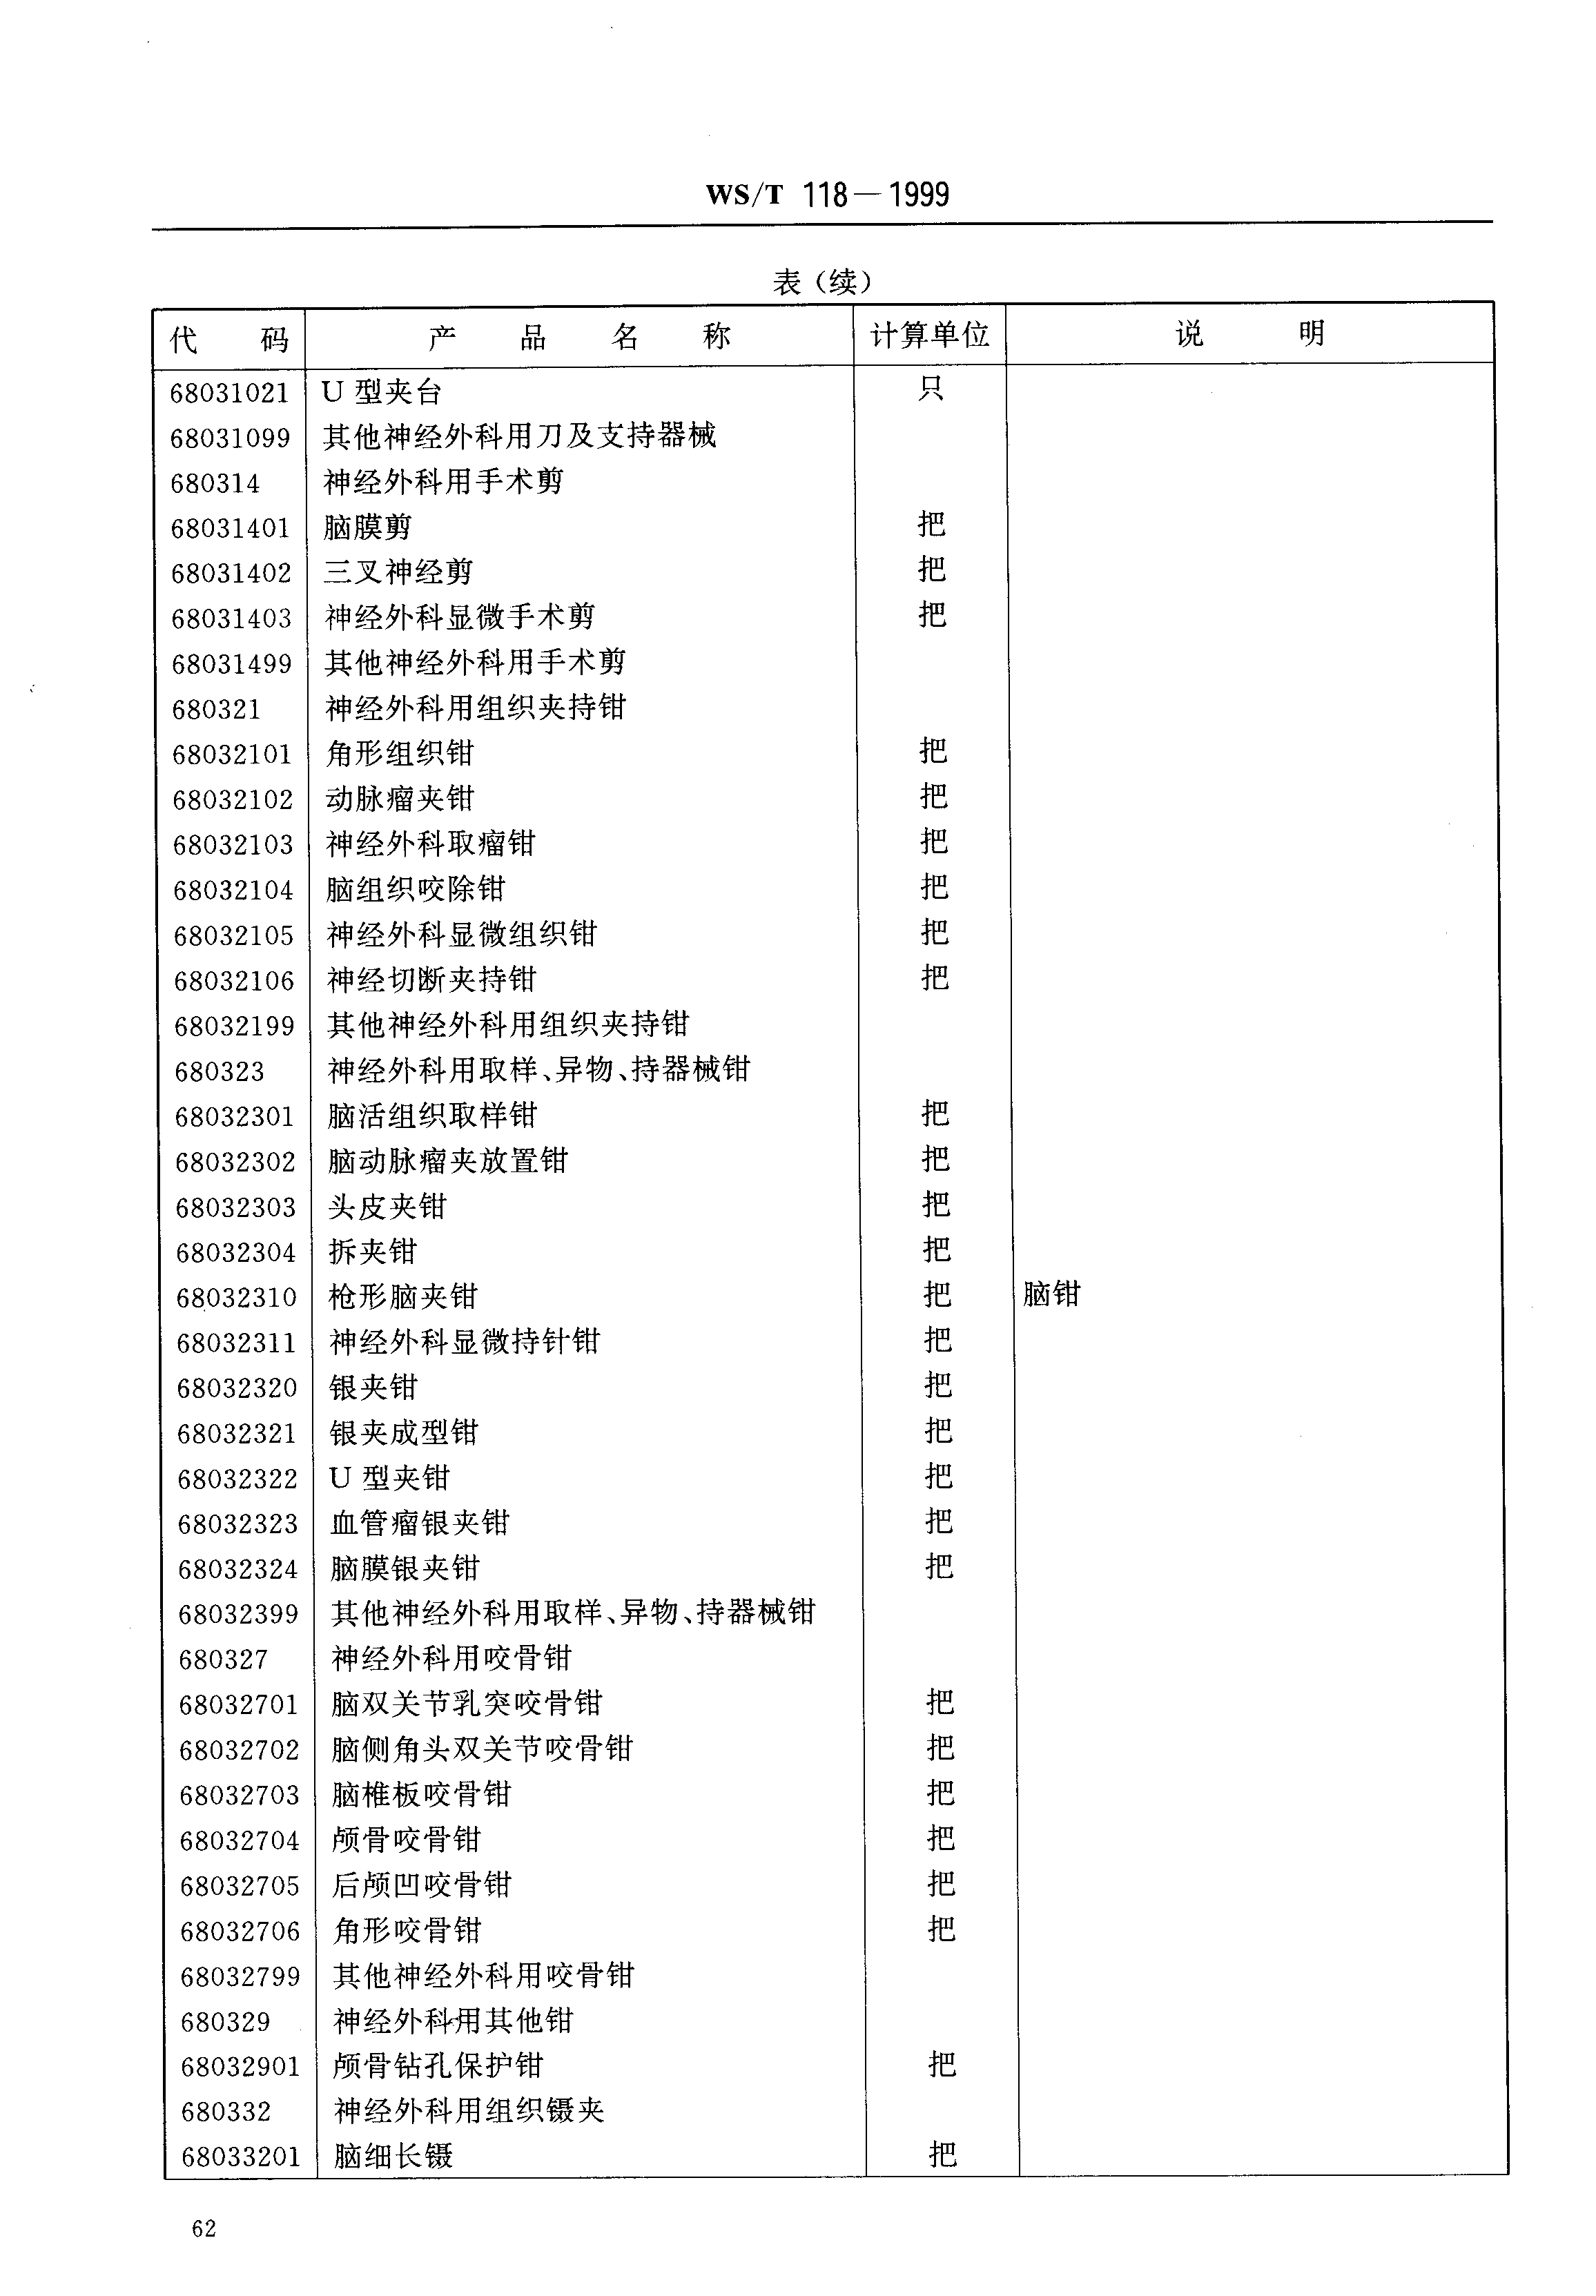 WS/T 118—1999
表（续）
代 码 产 品 名 称 计算单位 说 明
68031021 U 型夹台 只
68031099 其他神经外科用刀及支持器械
680314 神经外科用手术剪
68031401 脑膜剪 把
68031402 三叉神经剪 把
68031403 神经外科显微手术剪 把
68031499 其他神经外科用手术剪
680321 神经外科用组织夹持钳
68032101 角形组织钳 把
68032102 动脉瘤夹钳 把
68032103 神经外科取瘤钳 把
68032104 脑组织咬除钳 把
68032105 神经外科显微组织钳 把
68032106 神经切断夹持钳 把
68032199 其他神经外科用组织夹持钳
680323 神经外科用取样、异物、持器械钳
68032301 脑活组织取样钳 把
68032302 脑动脉瘤夹放置钳 把
68032303 头皮夹钳 把
68032304 拆夹钳 把
68032310 枪形脑夹钳 把 脑钳
68032311 神经外科显微持针钳 把
68032320 银夹钳 把
68032321 银夹成型钳 把
68032322 U 型夹钳 把
68032323 血管瘤银夹钳 把
68032324 脑膜银夹钳 把
68032399 其他神经外科用取样、异物、持器械钳
680327 神经外科用咬骨钳
68032701 脑双关节乳突咬骨钳 把
68032702 脑侧角头双关节咬骨钳 把
68032703 脑椎板咬骨钳 把
68032704 颅骨咬骨钳 把
68032705 后颅凹咬骨钳 把
68032706 角形咬骨钳 把
68032799 其他神经外科用咬骨钳
680329 神经外科用其他钳
68032901 颅骨钻孔保护钳 把
680332 神经外科用组织镊夹
68033201 脑细长镊 把
62